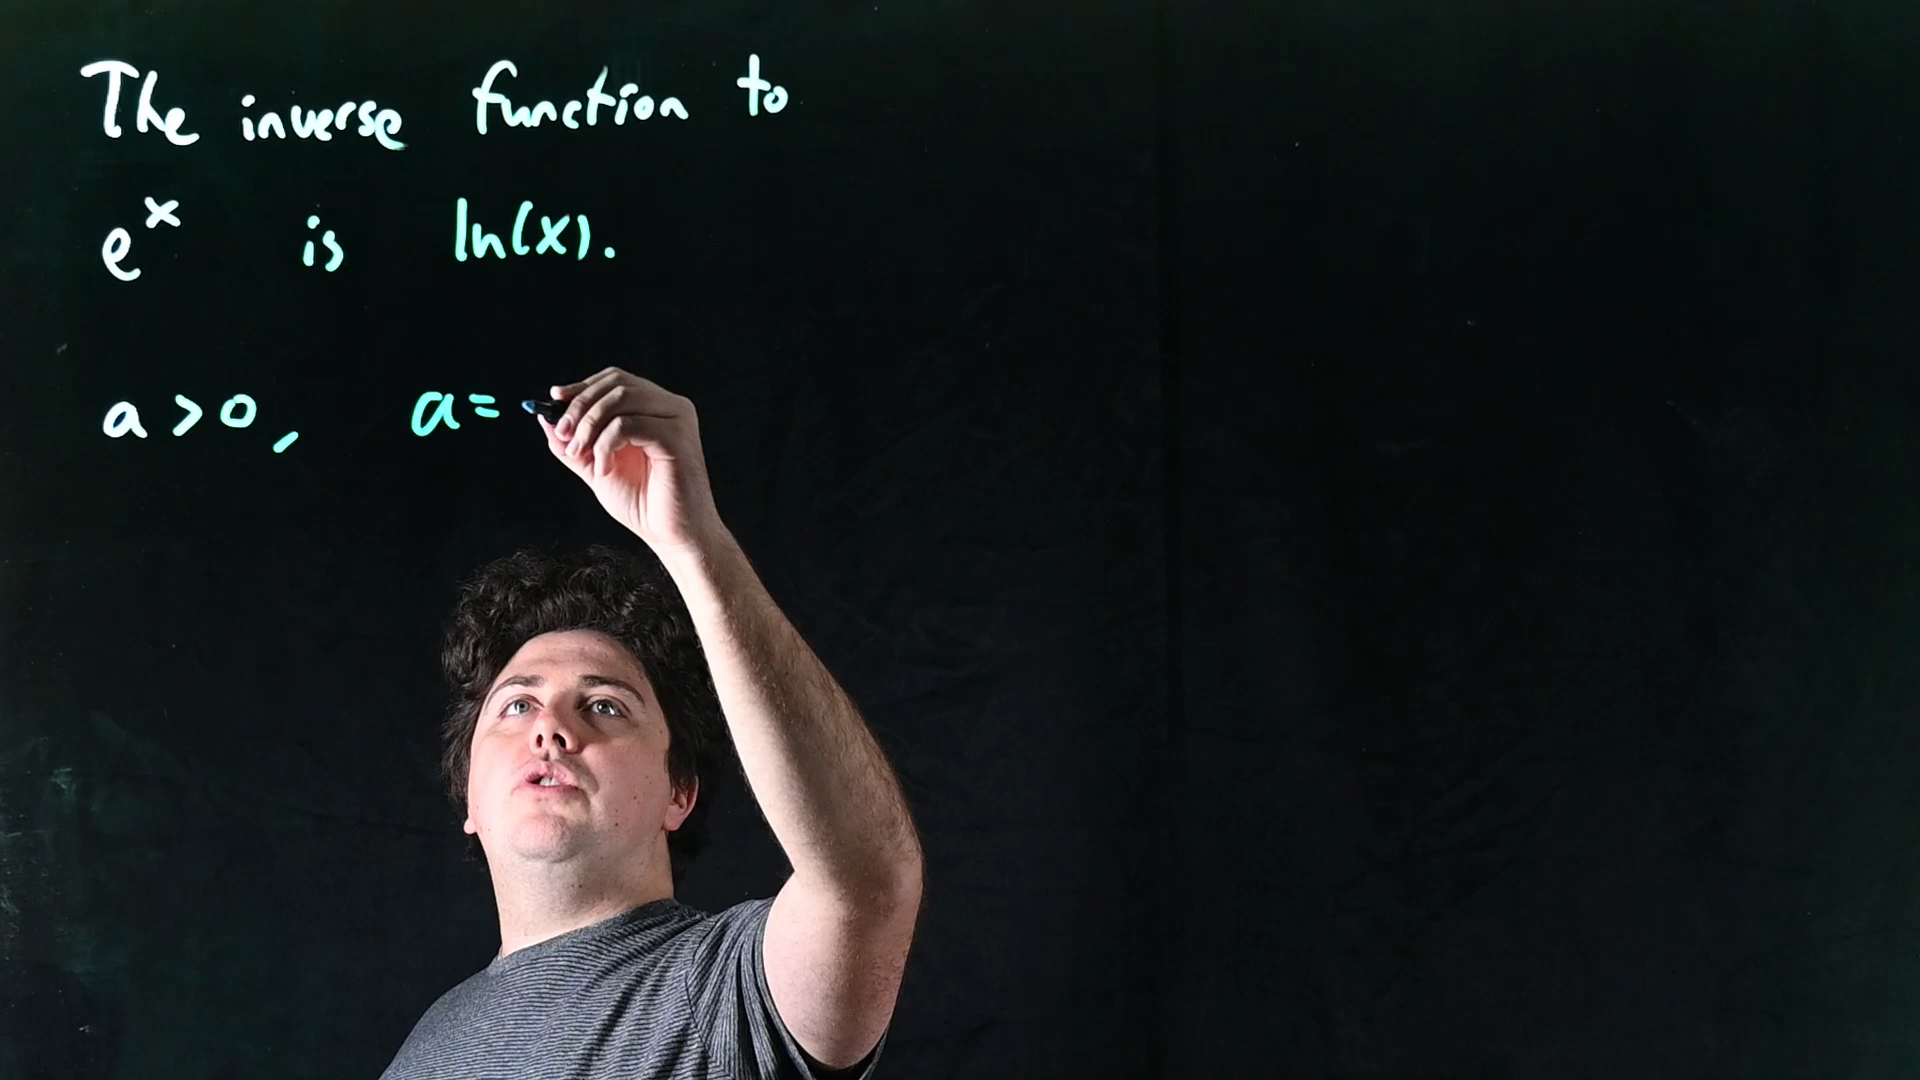 The inverse function to
e^x is ln(x).
a > 0, a =